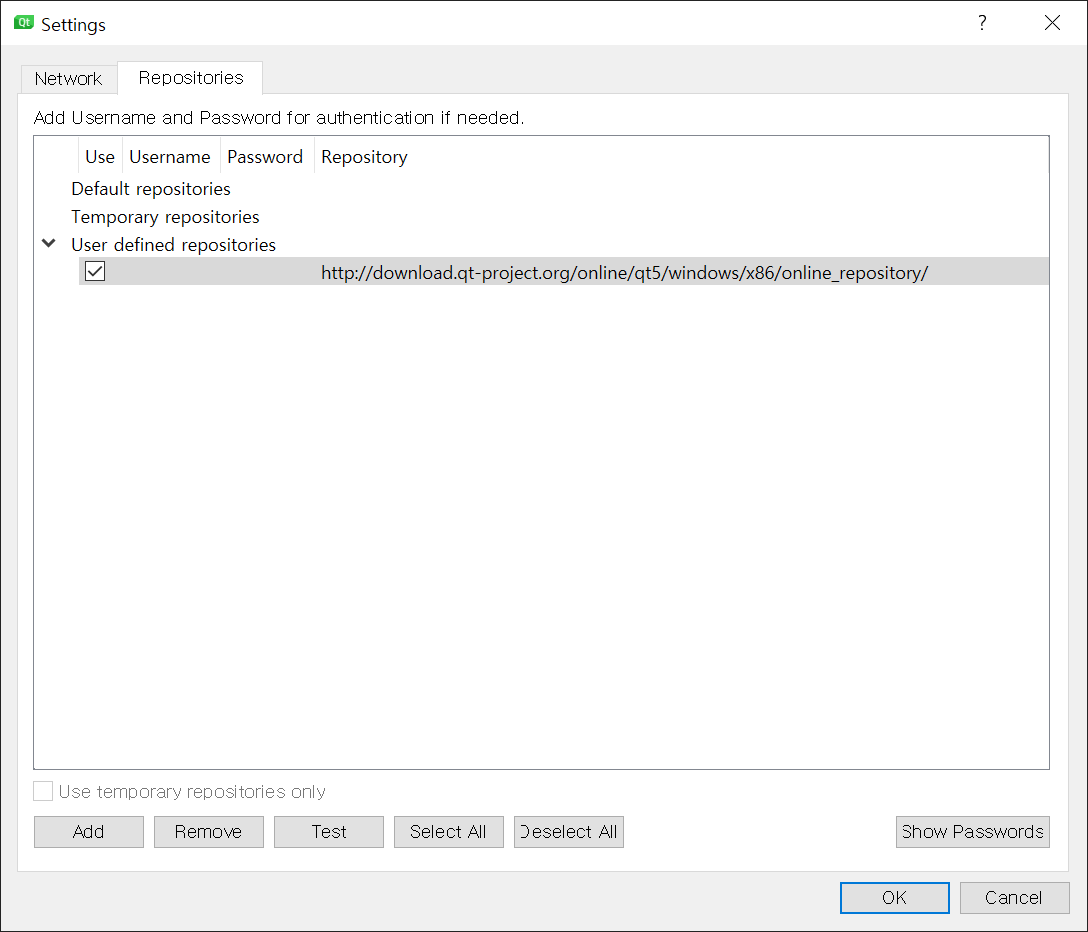 Qt Settings ?
Network Repositories
Add Username and Password for authentication if needed.
Use Username Password Repository
Default repositories
Temporary repositories
User defined repositories
http://download.qt-project.org/online/qt5/windows/x86/online_repository/
Use temporary repositories only
Add Remove Test Select All Deselect All Show Passwords
OK Cancel